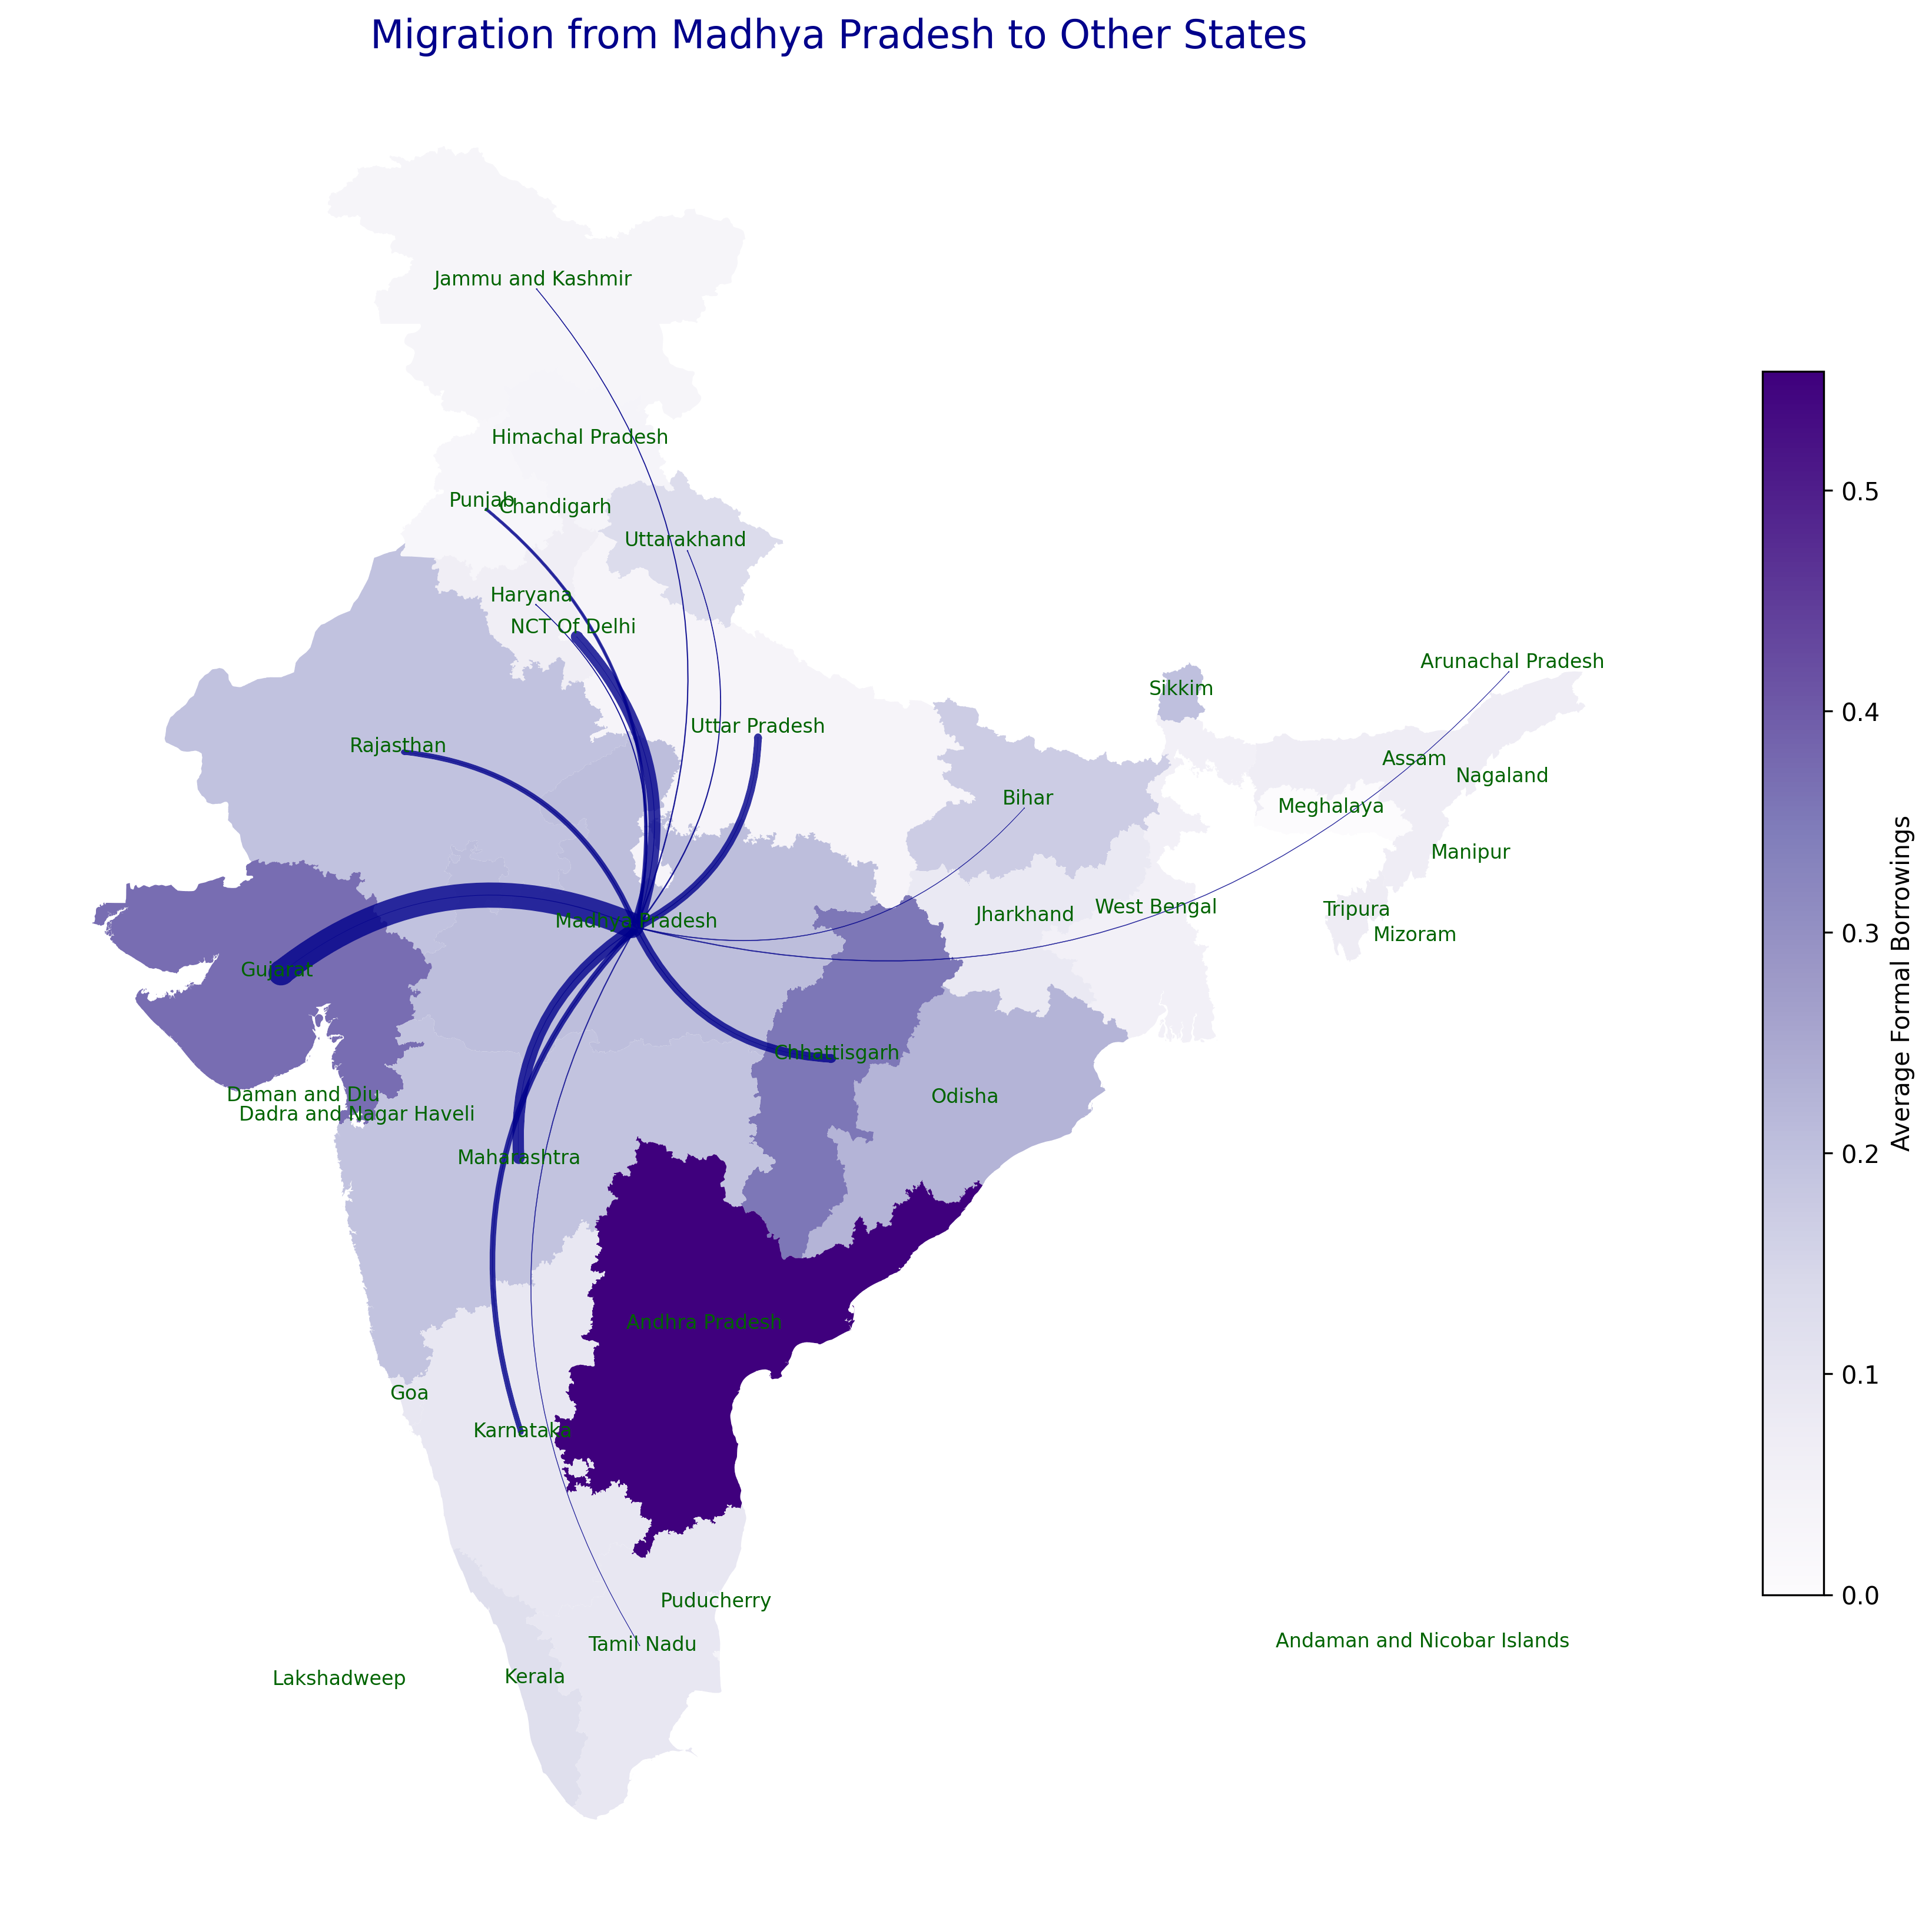 Migration from Madhya Pradesh to Other States
Jammu and Kashmir
Himachal Pradesh
Punjab
Chandigarh
Uttarakhand
Haryana
NCT Of Delhi
Arunachal Pradesh
Sikkim
Uttar Pradesh
Rajasthan
Assam
Nagaland
Bihar
Meghalaya
Manipur
West Bengal
Tripura
Jharkhand
Madhya Pradesh
Mizoram
Gujarat
Chhattisgarh
Daman and Diu
Odisha
Dadra and Nagar Haveli
Maharashtra
Andhra Pradesh
Goa
Karnataka
Puducherry
Andaman and Nicobar Islands
Tamil Nadu
Kerala
Lakshadweep
0.5
0.4
0.3
0.2
0.1
0.0
Average Formal Borrowings